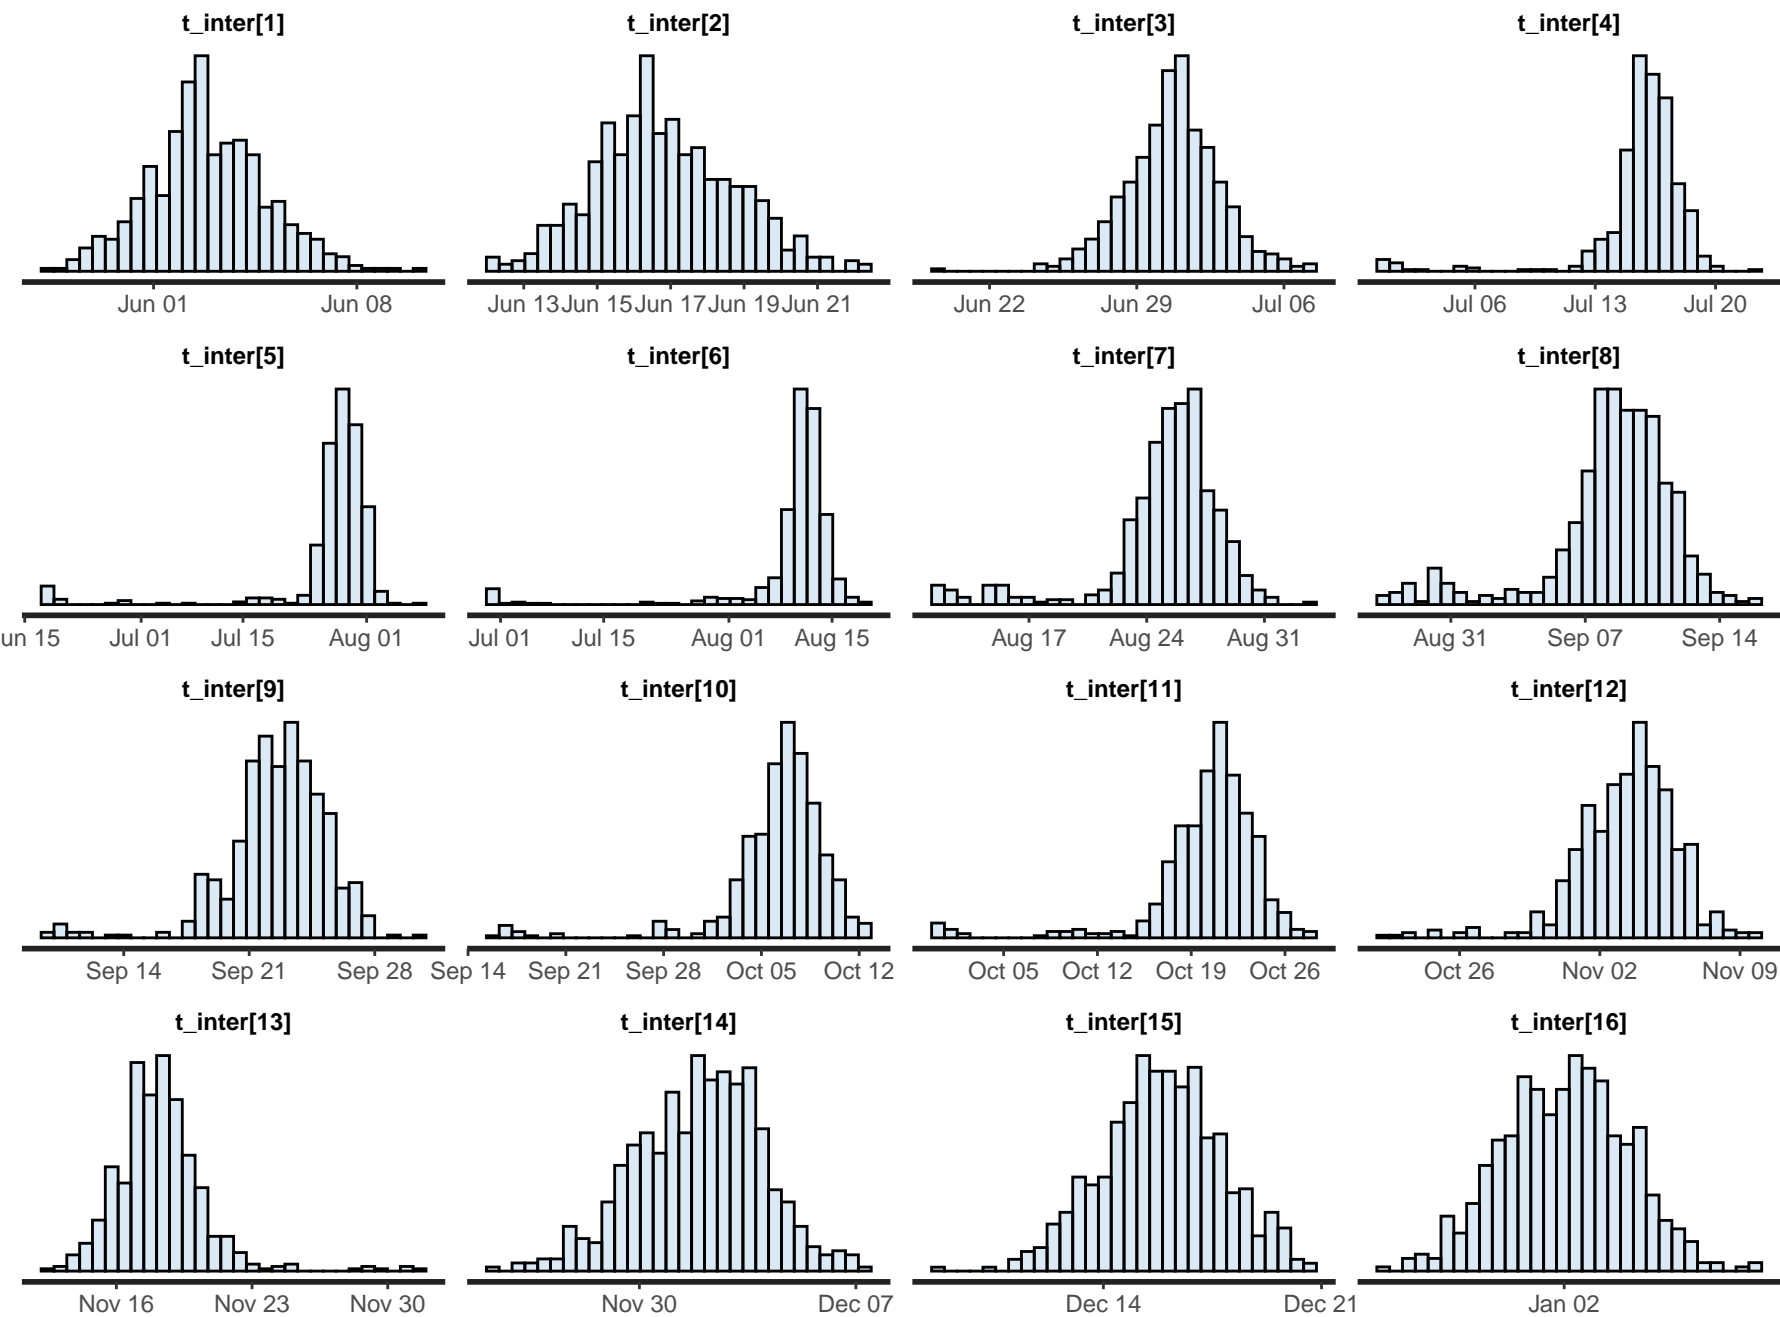 t_inter[1] t_inter[2] t_inter[3] t_inter[4]
Jun 01 Jun 08 Jun 13 Jun 15 Jun 17 Jun 19 Jun 21 Jun 22 Jun 29 Jul 06 Jul 06 Jul 13 Jul 20
t_inter[5] t_inter[6] t_inter[7] t_inter[8]
un 15 Jul 01 Jul 15 Aug 01 Jul 01 Jul 15 Aug 01 Aug 15 Aug 17 Aug 24 Aug 31 Aug 31 Sep 07 Sep 14
t_inter[9] t_inter[10] t_inter[11] t_inter[12]
Sep 14 Sep 21 Sep 28 Sep 14 Sep 21 Sep 28 Oct 05 Oct 12 Oct 05 Oct 12 Oct 19 Oct 26 Oct 26 Nov 02 Nov 09
t_inter[13] t_inter[14] t_inter[15] t_inter[16]
Nov 16 Nov 23 Nov 30 Nov 30 Dec 07 Dec 14 Dec 21 Jan 02